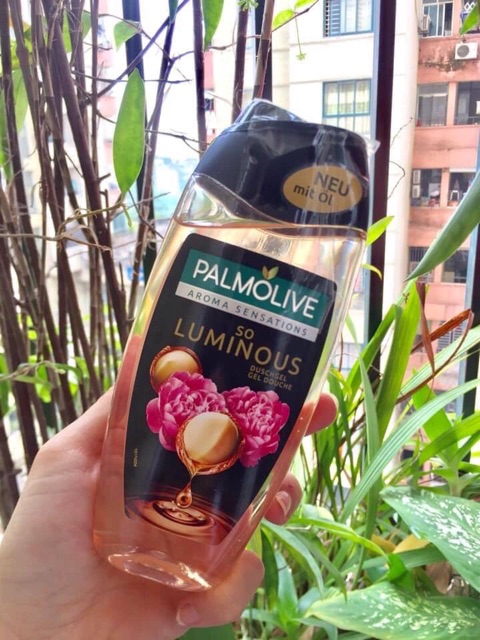 NEU
mit Öl
PALMOLIVE
AROMA SENSATIONS
SO
LUMINOUS
DUSCHGEL
GEL DOUCHE